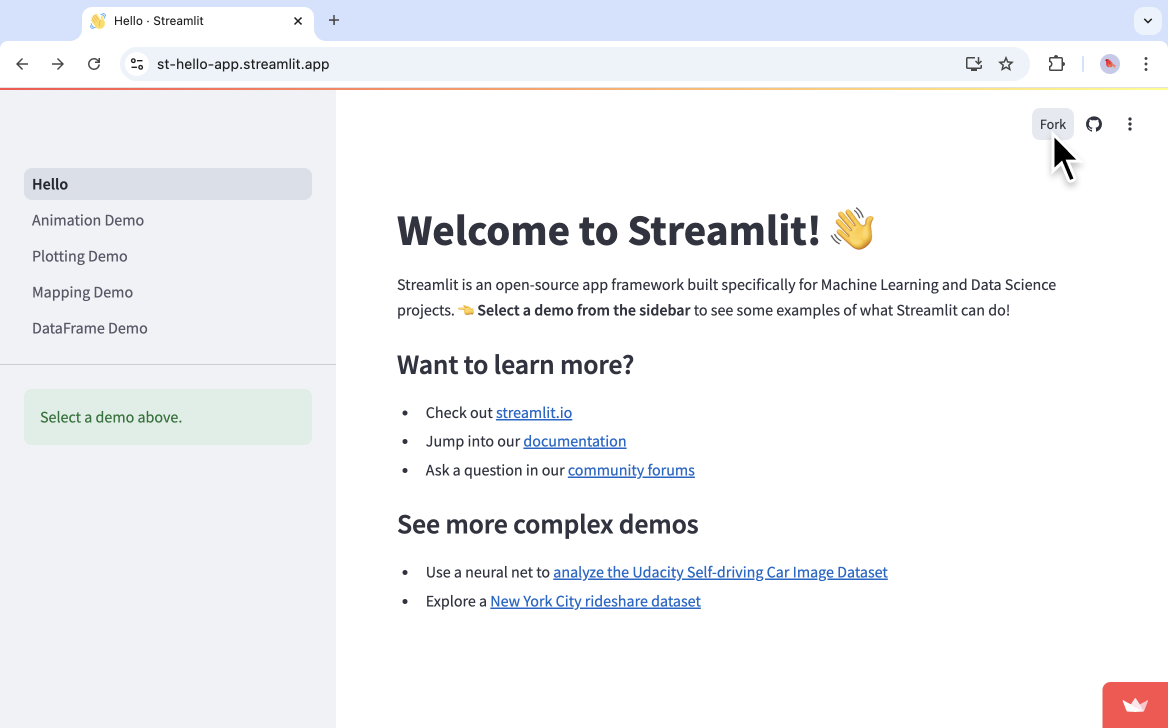 Hello · Streamlit
st-hello-app.streamlit.app
Fork
Hello
Animation Demo
Plotting Demo
Mapping Demo
DataFrame Demo
Select a demo above.
Welcome to Streamlit! 👋
Streamlit is an open-source app framework built specifically for Machine Learning and Data Science
projects. 👈 Select a demo from the sidebar to see some examples of what Streamlit can do!
Want to learn more?
• Check out streamlit.io
• Jump into our documentation
• Ask a question in our community forums
See more complex demos
• Use a neural net to analyze the Udacity Self-driving Car Image Dataset
• Explore a New York City rideshare dataset